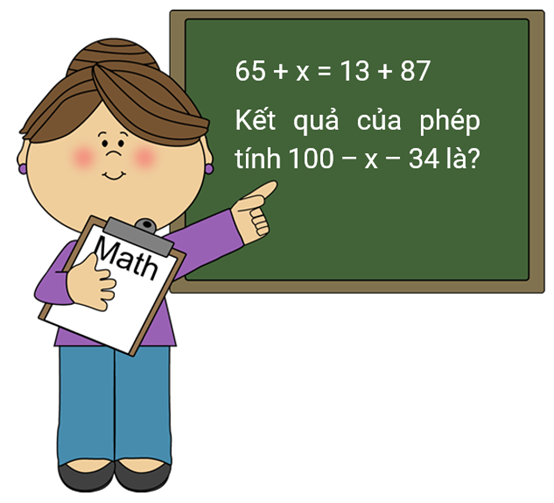 65 + x = 13 + 87
Kết quả của phép
tính 100 – x – 34 là?
Math